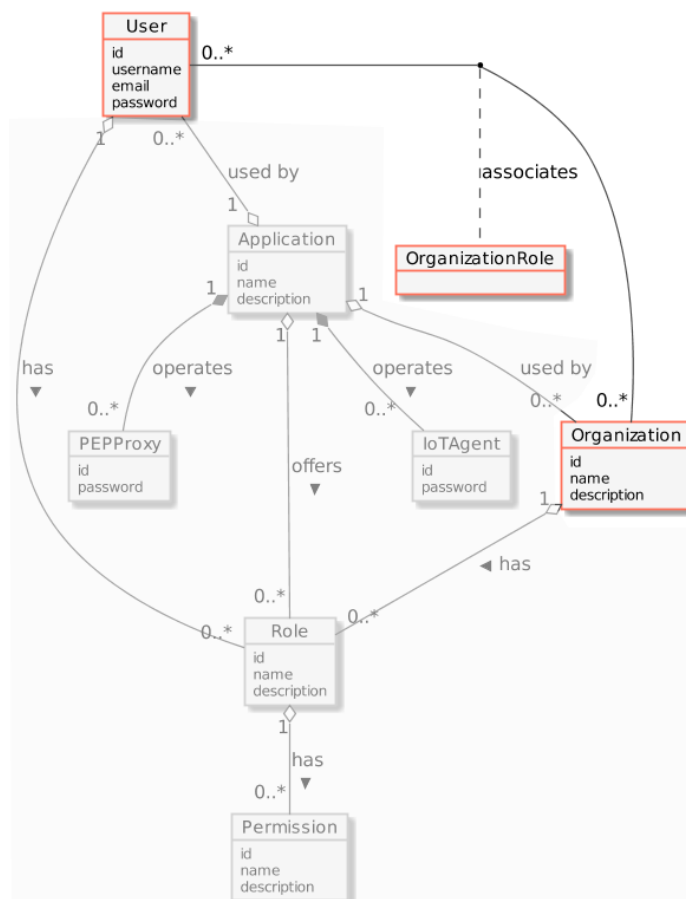 User
id
username
email
password
0..*
1
0..*
used by
associates
1
Application
id
name
description
OrganizationRole
1
1
1
1
has
▼
operates
▼
operates
▼
used by
0..*
0..*
0..*
0..*
PEPProxy
id
password
IoTAgent
id
password
Organization
id
name
description
offers
▼
1
◀ has
0..*
0..*
0..*
Role
id
name
description
1
has
▼
0..*
Permission
id
name
description